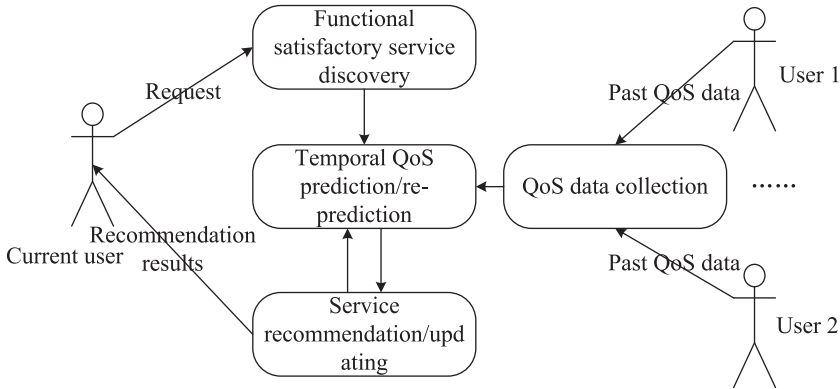 Functional
satisfactory service
discovery
User 1
Request
Past QoS data
Temporal QoS
prediction/re-
prediction
QoS data collection
......
Current user
Recommendation
results
Past QoS data
Service
recommendation/upd
ating
User 2